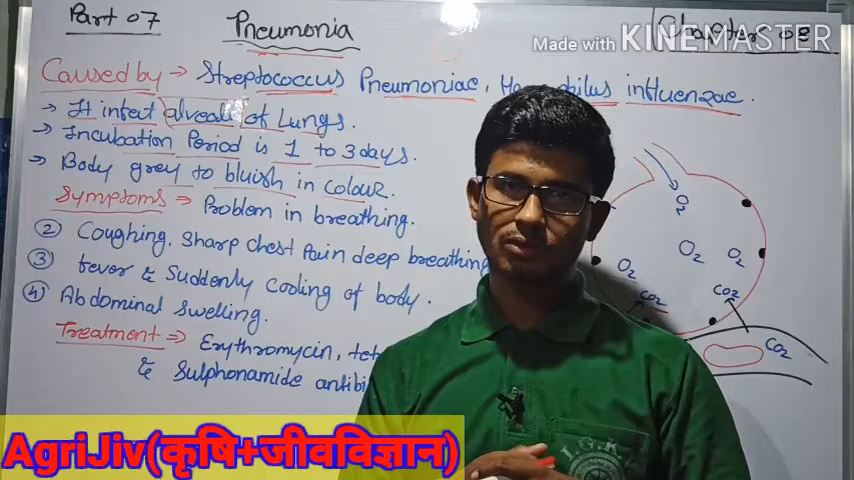 Part 07
Pneumonia
Chapter 08
Made with KINEMASTER
Caused by → Streptococcus Pneumoniae, influenzae.
→ It infect alveoli of Lungs.
→ Incubation Period is 1 to 3 days.
→ Body grey to bluish in colour.
Symptoms ⇒ Problem in breathing.
② Coughing, sharp chest Pain deep breathing
③ fever & Suddenly cooling of body.
④ Abdominal swelling.
Treatment ⇒ Erythromycin,
& Sulphonamide
O2
O2
O2
O2
CO2
CO2
CO2
AgriJiv(कृषि+जीवविज्ञान)
I.G.K